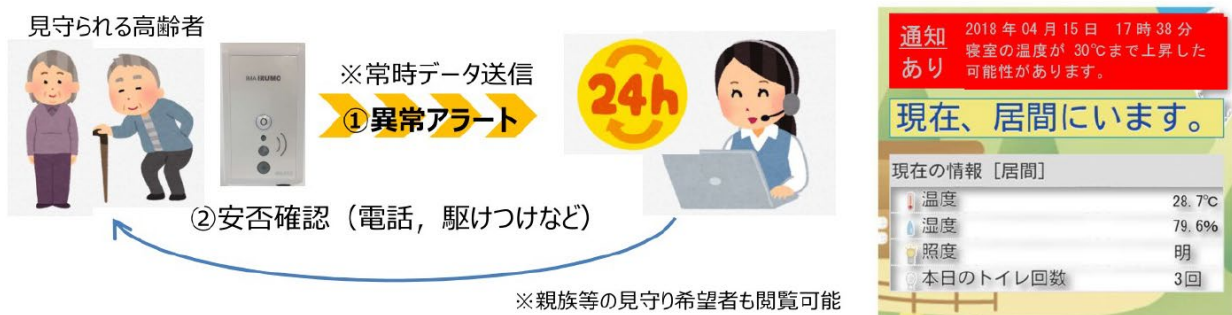 見守られる高齢者
IMA-IRUMO
※常時データ送信
①異常アラート
24h
②安否確認（電話，駆けつけなど）
※親族等の見守り希望者も閲覧可能
通知
あり
2018年04月15日 17時38分
寝室の温度が 30℃まで上昇した
可能性があります。
現在、居間にいます。
現在の情報［居間］
温度 28.7℃
湿度 79.6%
照度 明
本日のトイレ回数 3回